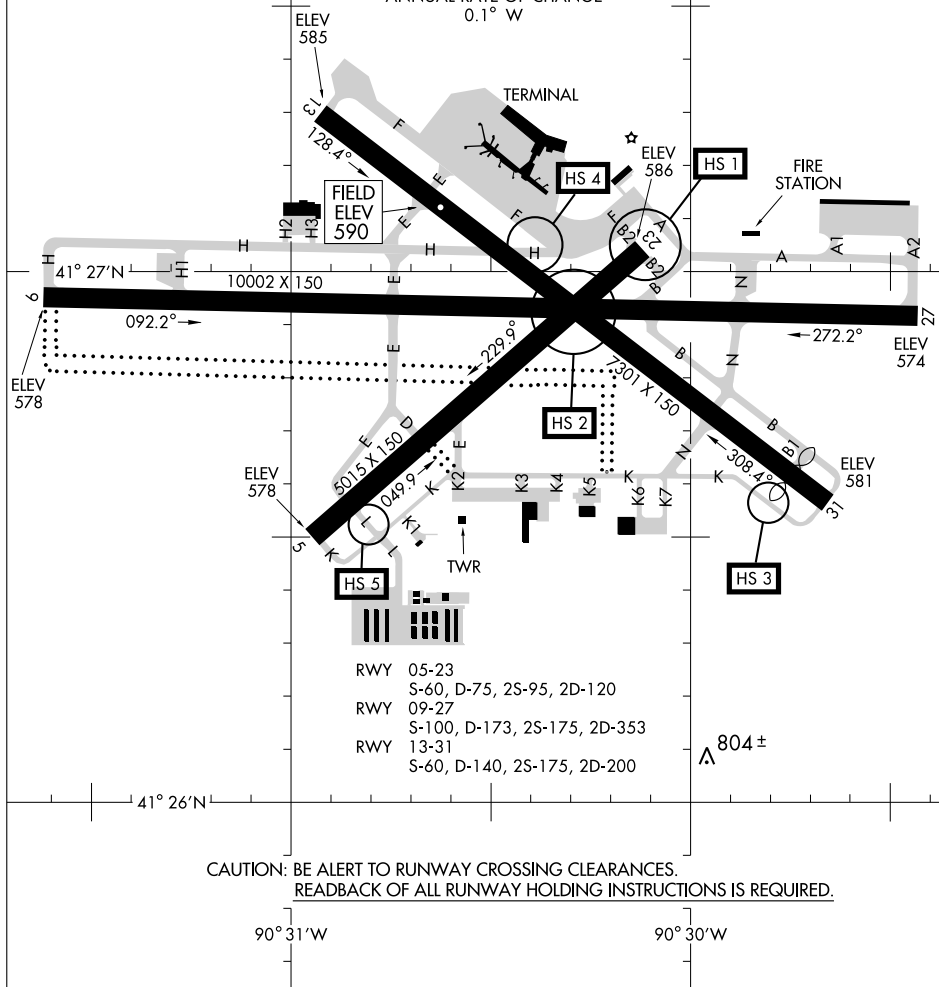 ANNUAL RATE OF CHANGE
0.1° W
ELEV
585
TERMINAL
13
F
128.4°
HS 4
ELEV
586
HS 1
FIRE
STATION
FIELD
ELEV
590
E
E
F
F
A
23
B2
B2
H2
H3
H
H
H
A
A1
A2
H
H1
41° 27'N
E
10002 X 150
B
N
9
092.2°
27
272.2°
ELEV
574
ELEV
578
E
229.9°
B
N
7301 X 150
HS 2
E
D
E
5015 X 150
049.9°
B
B1
N
308.4°
ELEV
581
31
ELEV
578
K
K2
K3
K4
K5
K
K6
K7
K
5
K
L
L
K1
TWR
HS 5
HS 3
RWY 05-23
S-60, D-75, 2S-95, 2D-120
RWY 09-27
S-100, D-173, 2S-175, 2D-353
RWY 13-31
S-60, D-140, 2S-175, 2D-200
804±
41° 26'N
CAUTION: BE ALERT TO RUNWAY CROSSING CLEARANCES.
READBACK OF ALL RUNWAY HOLDING INSTRUCTIONS IS REQUIRED.
90° 31'W
90° 30'W